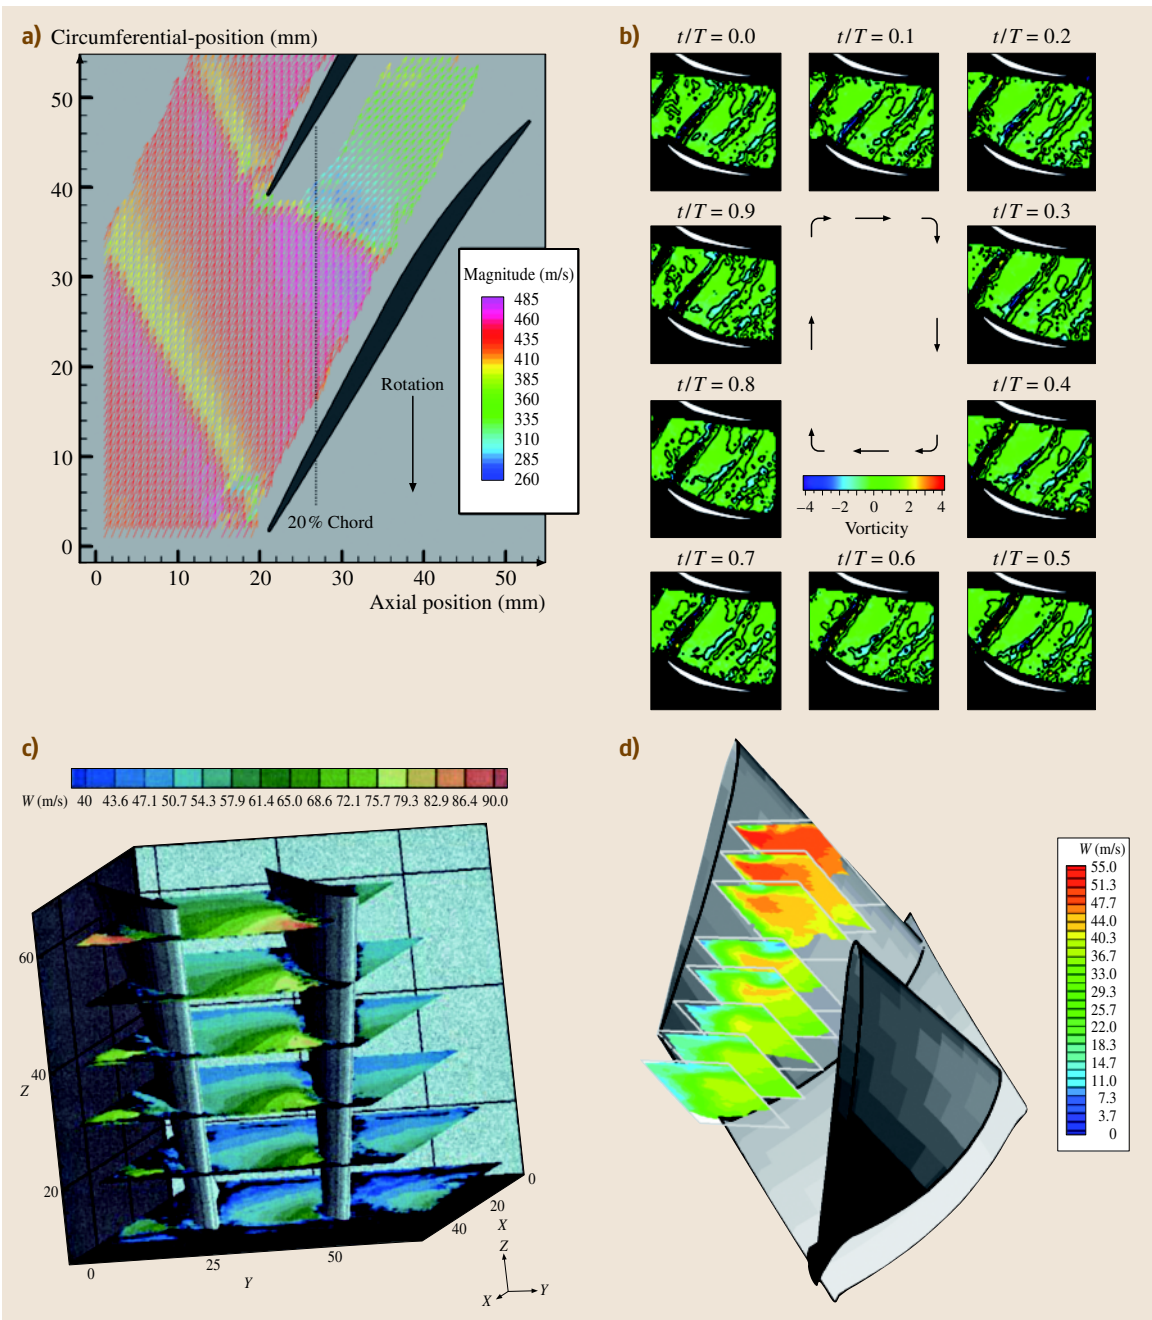 a) Circumferential-position (mm)
50
40
30
20
10
0
0 10 20 30 40 50
Axial position (mm)
Rotation
20% Chord
Magnitude (m/s)
485
460
435
410
385
360
335
310
285
260
b)
t/T = 0.0 t/T = 0.1 t/T = 0.2
t/T = 0.9 t/T = 0.3
t/T = 0.8 t/T = 0.4
−4 −2 0 2 4
Vorticity
t/T = 0.7 t/T = 0.6 t/T = 0.5
c)
W (m/s) 40 43.6 47.1 50.7 54.3 57.9 61.4 65.0 68.6 72.1 75.7 79.3 82.9 86.4 90.0
60
40
Z
20
0
25
50
Y
40
20
X
0
Z
Y
X
d)
W (m/s)
55.0
51.3
47.7
44.0
40.3
36.7
33.0
29.3
25.7
22.0
18.3
14.7
11.0
7.3
3.7
0